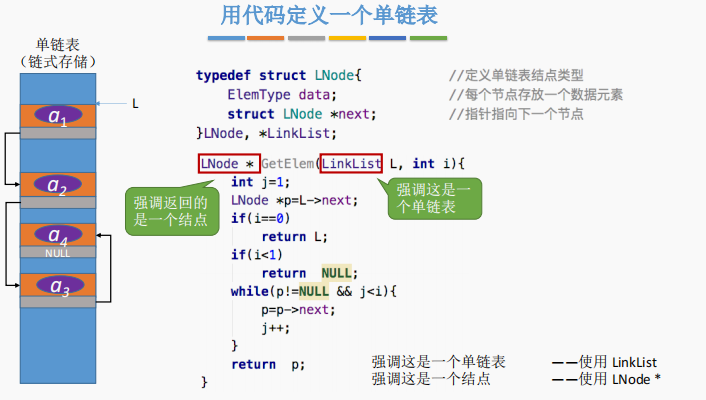 用代码定义一个单链表
单链表
（链式存储）
L
a1
a2
a4
NULL
a3
typedef struct LNode{ //定义单链表结点类型
ElemType data; //每个节点存放一个数据元素
struct LNode *next; //指针指向下一个节点
}LNode, *LinkList;
LNode * GetElem(LinkList L, int i){
int j=1;
LNode *p=L->next;
if(i==0)
return L;
if(i<1)
return NULL;
while(p!=NULL && j<i){
p=p->next;
j++;
}
return p;
}
强调返回的
是一个结点
强调这是一
个单链表
强调这是一个单链表 ——使用 LinkList
强调这是一个结点 ——使用 LNode *